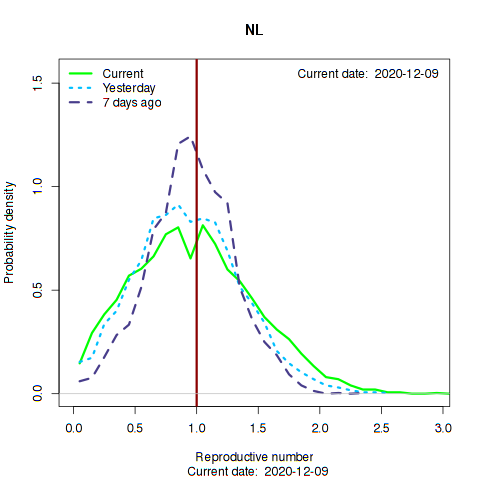 NL
Current
Yesterday
7 days ago
Current date:  2020-12-09
Probability density
1.5
1.0
0.5
0.0
0.0 0.5 1.0 1.5 2.0 2.5 3.0
Reproductive number
Current date:  2020-12-09